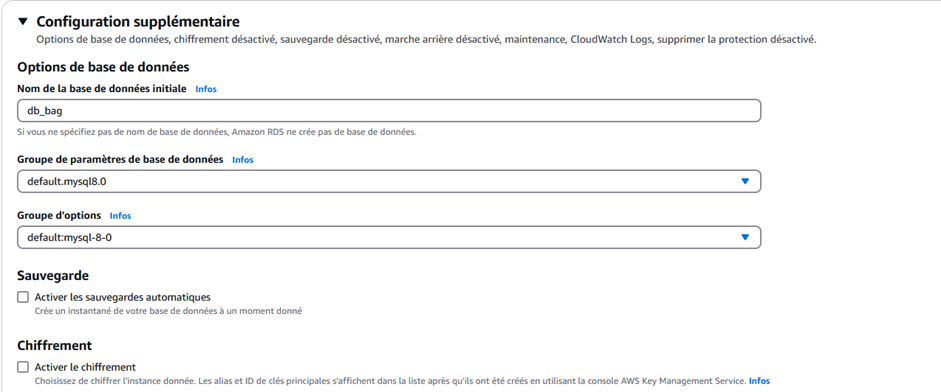 Configuration supplémentaire
Options de base de données, chiffrement désactivé, sauvegarde désactivé, marche arrière désactivé, maintenance, CloudWatch Logs, supprimer la protection désactivé.
Options de base de données
Nom de la base de données initiale Infos
db_bag
Si vous ne spécifiez pas de nom de base de données, Amazon RDS ne crée pas de base de données.
Groupe de paramètres de base de données Infos
default.mysql8.0
Groupe d'options Infos
default:mysql-8-0
Sauvegarde
Activer les sauvegardes automatiques
Crée un instantané de votre base de données à un moment donné
Chiffrement
Activer le chiffrement
Choisissez de chiffrer l'instance donnée. Les alias et ID de clés principales s'affichent dans la liste après qu'ils ont été créés en utilisant la console AWS Key Management Service. Infos